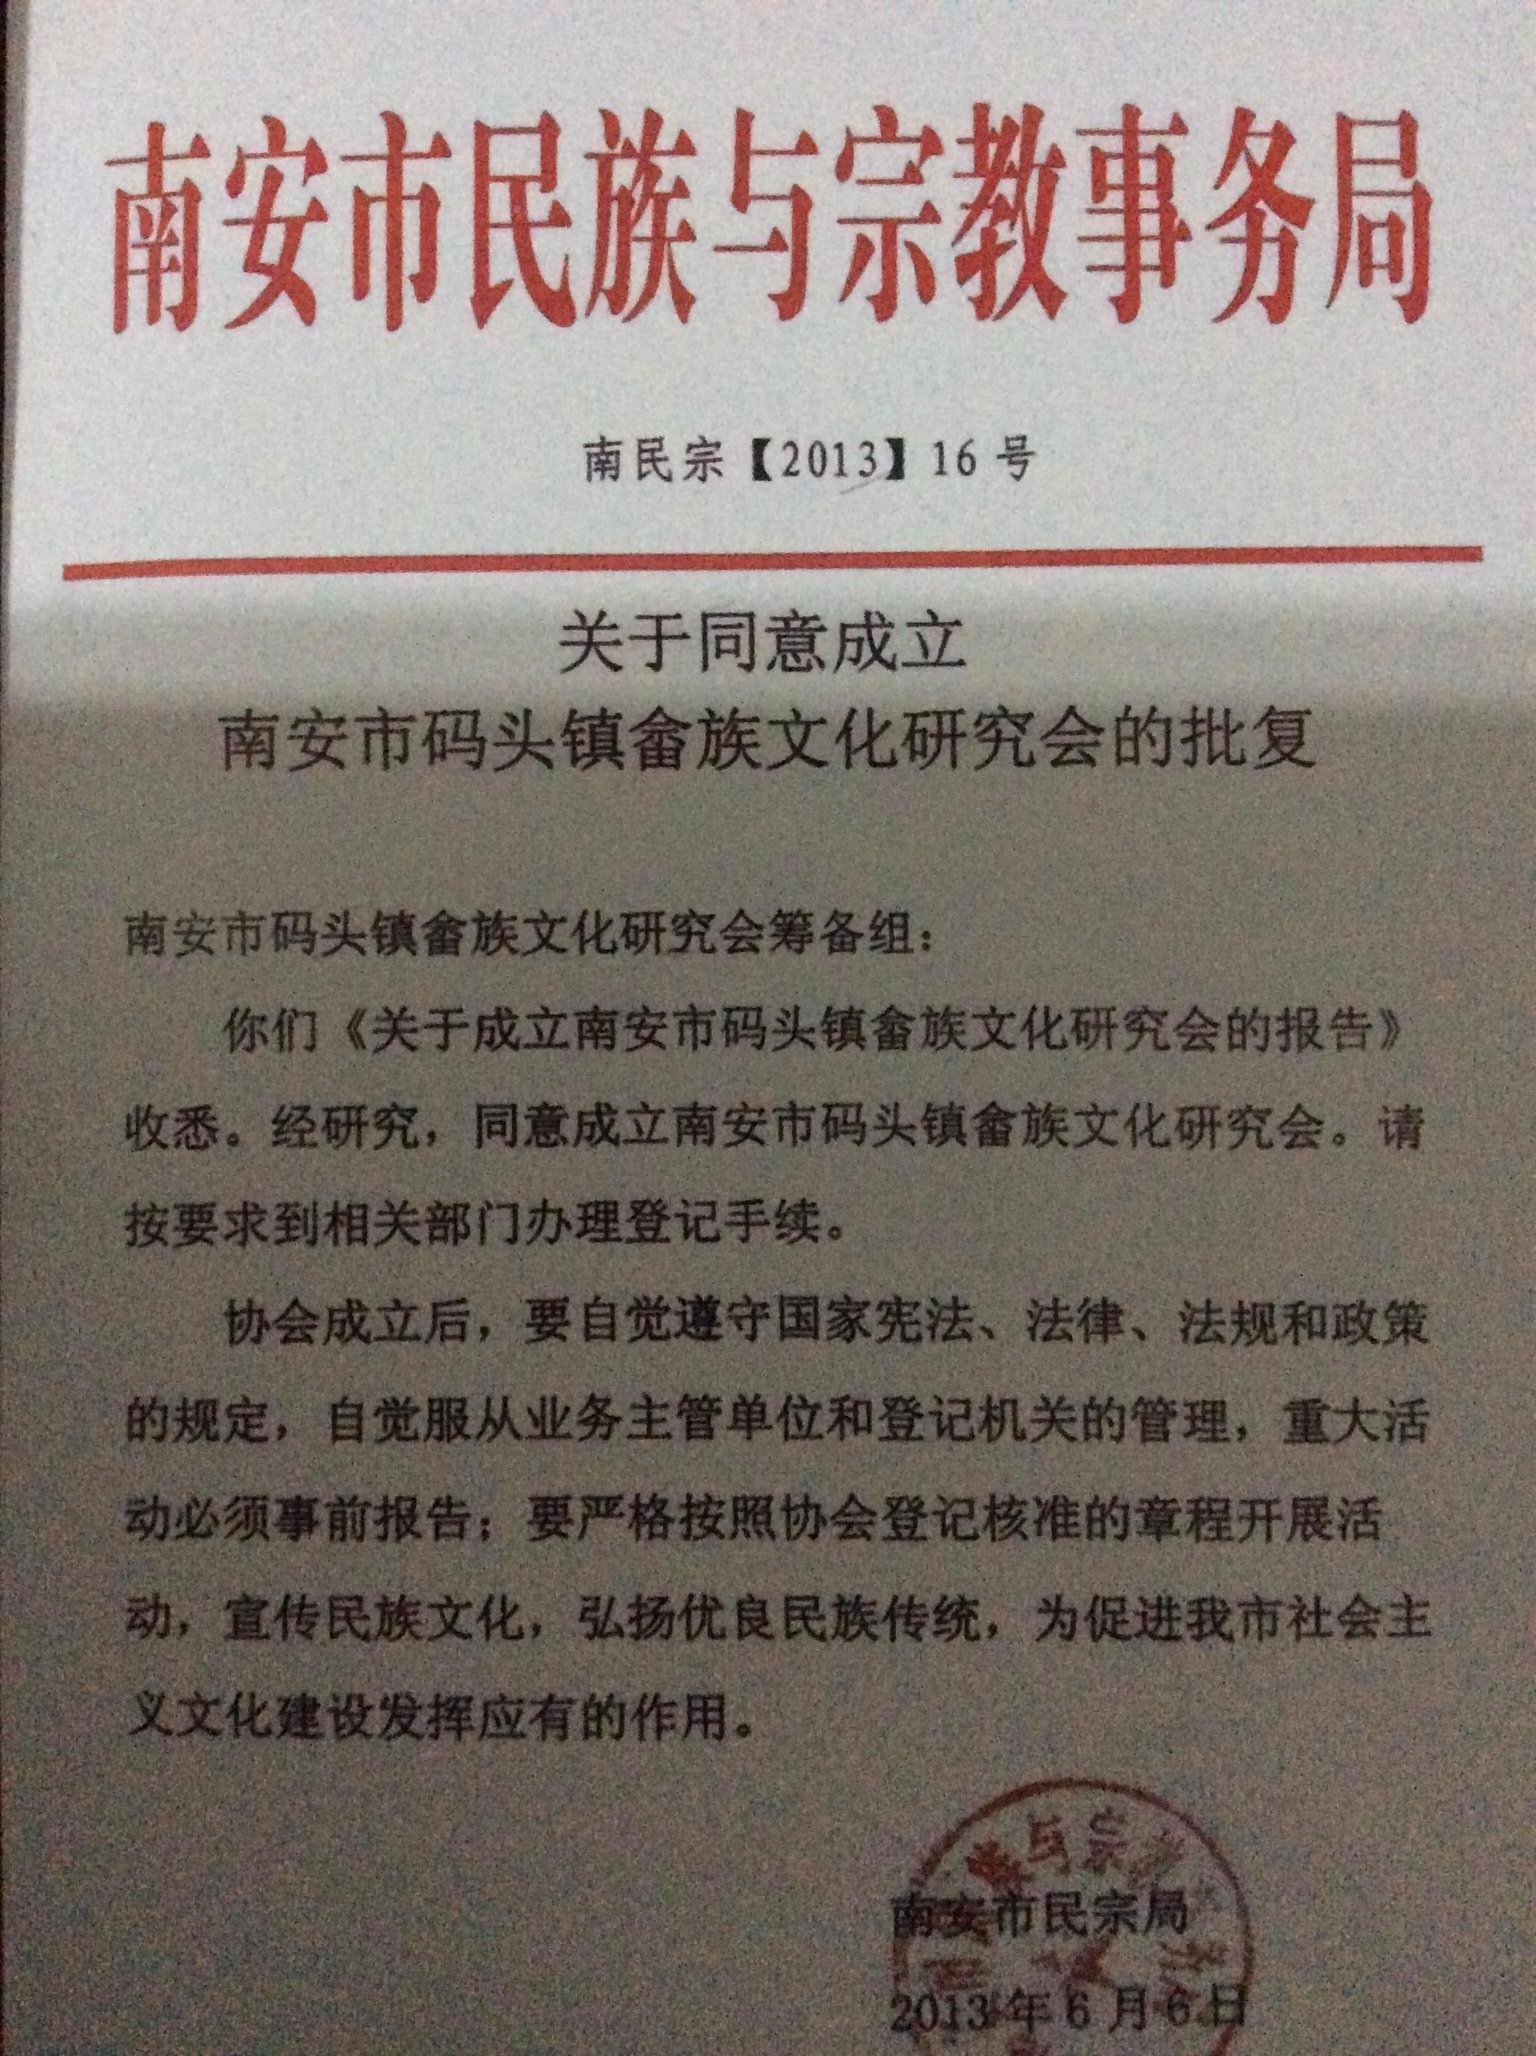 南安市民族与宗教事务局
南民宗【2013】16 号
关于同意成立
南安市码头镇畲族文化研究会的批复
南安市码头镇畲族文化研究会筹备组：
你们《关于成立南安市码头镇畲族文化研究会的报告》
收悉。经研究，同意成立南安市码头镇畲族文化研究会。请
按要求到相关部门办理登记手续。
协会成立后，要自觉遵守国家宪法、法律、法规和政策
的规定，自觉服从业务主管单位和登记机关的管理，重大活
动必须事前报告；要严格按照协会登记核准的章程开展活
动，宣传民族文化，弘扬优良民族传统，为促进我市社会主
义文化建设发挥应有的作用。
与宗
南安市民宗局
2013 年 6 月 6 日